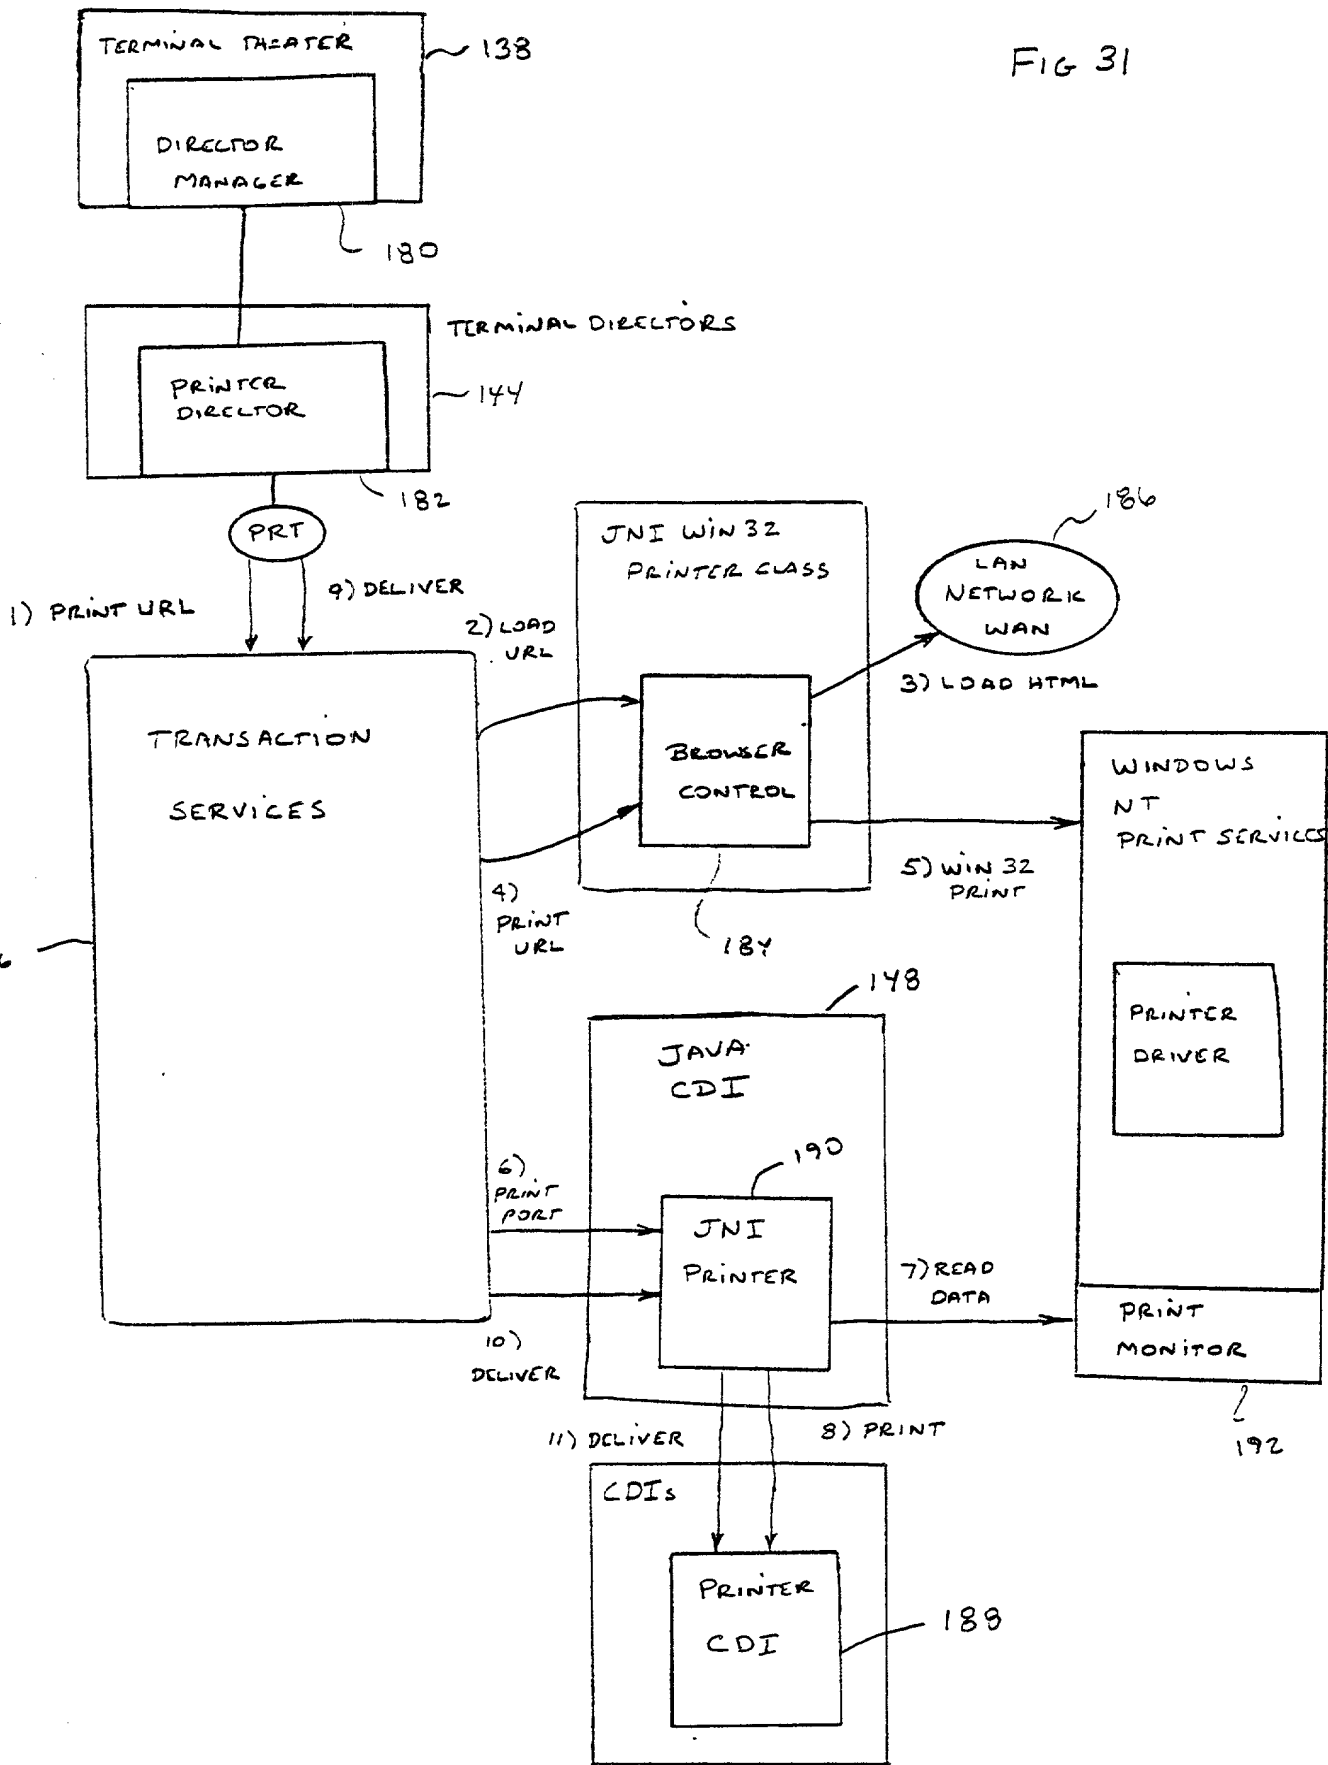 FIG 31
TERMINAL THEATER
138
DIRECTOR
MANAGER
180
TERMINAL DIRECTORS
PRINTER
DIRECTOR
144
182
PRT
1) PRINT URL
9) DELIVER
JNI WIN 32
PRINTER CLASS
186
LAN
NETWORK
WAN
2) LOAD
URL
3) LOAD HTML
TRANSACTION
SERVICES
BROWSER
CONTROL
WINDOWS
NT
PRINT SERVICES
4)
PRINT
URL
5) WIN 32
PRINT
184
6
148
PRINTER
DRIVER
JAVA
CDI
190
6)
PRINT
PORT
JNI
PRINTER
7) READ
DATA
PRINT
MONITOR
10)
DELIVER
11) DELIVER
8) PRINT
192
CDIs
PRINTER
CDI
188